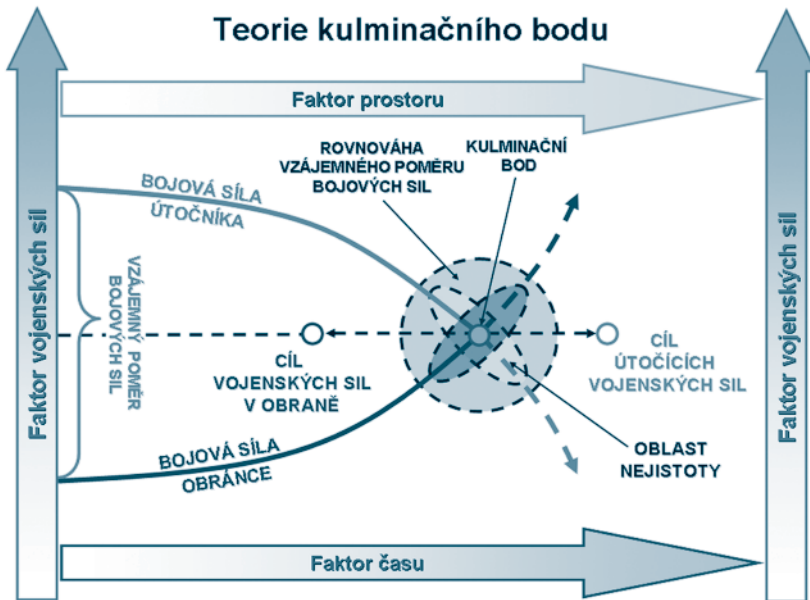 Teorie kulminačního bodu
Faktor prostoru
Faktor vojenských sil
ROVNOVÁHA
VZÁJEMNÉHO POMĚRU
BOJOVÝCH SIL
KULMINAČNÍ
BOD
BOJOVÁ SÍLA
ÚTOČNÍKA
VZÁJEMNÝ POMĚR
BOJOVÝCH SIL
CÍL
VOJENSKÝCH SIL
V OBRANĚ
CÍL
ÚTOČÍCÍCH
VOJENSKÝCH SIL
BOJOVÁ SÍLA
OBRÁNCE
OBLAST
NEJISTOTY
Faktor času
Faktor vojenských sil